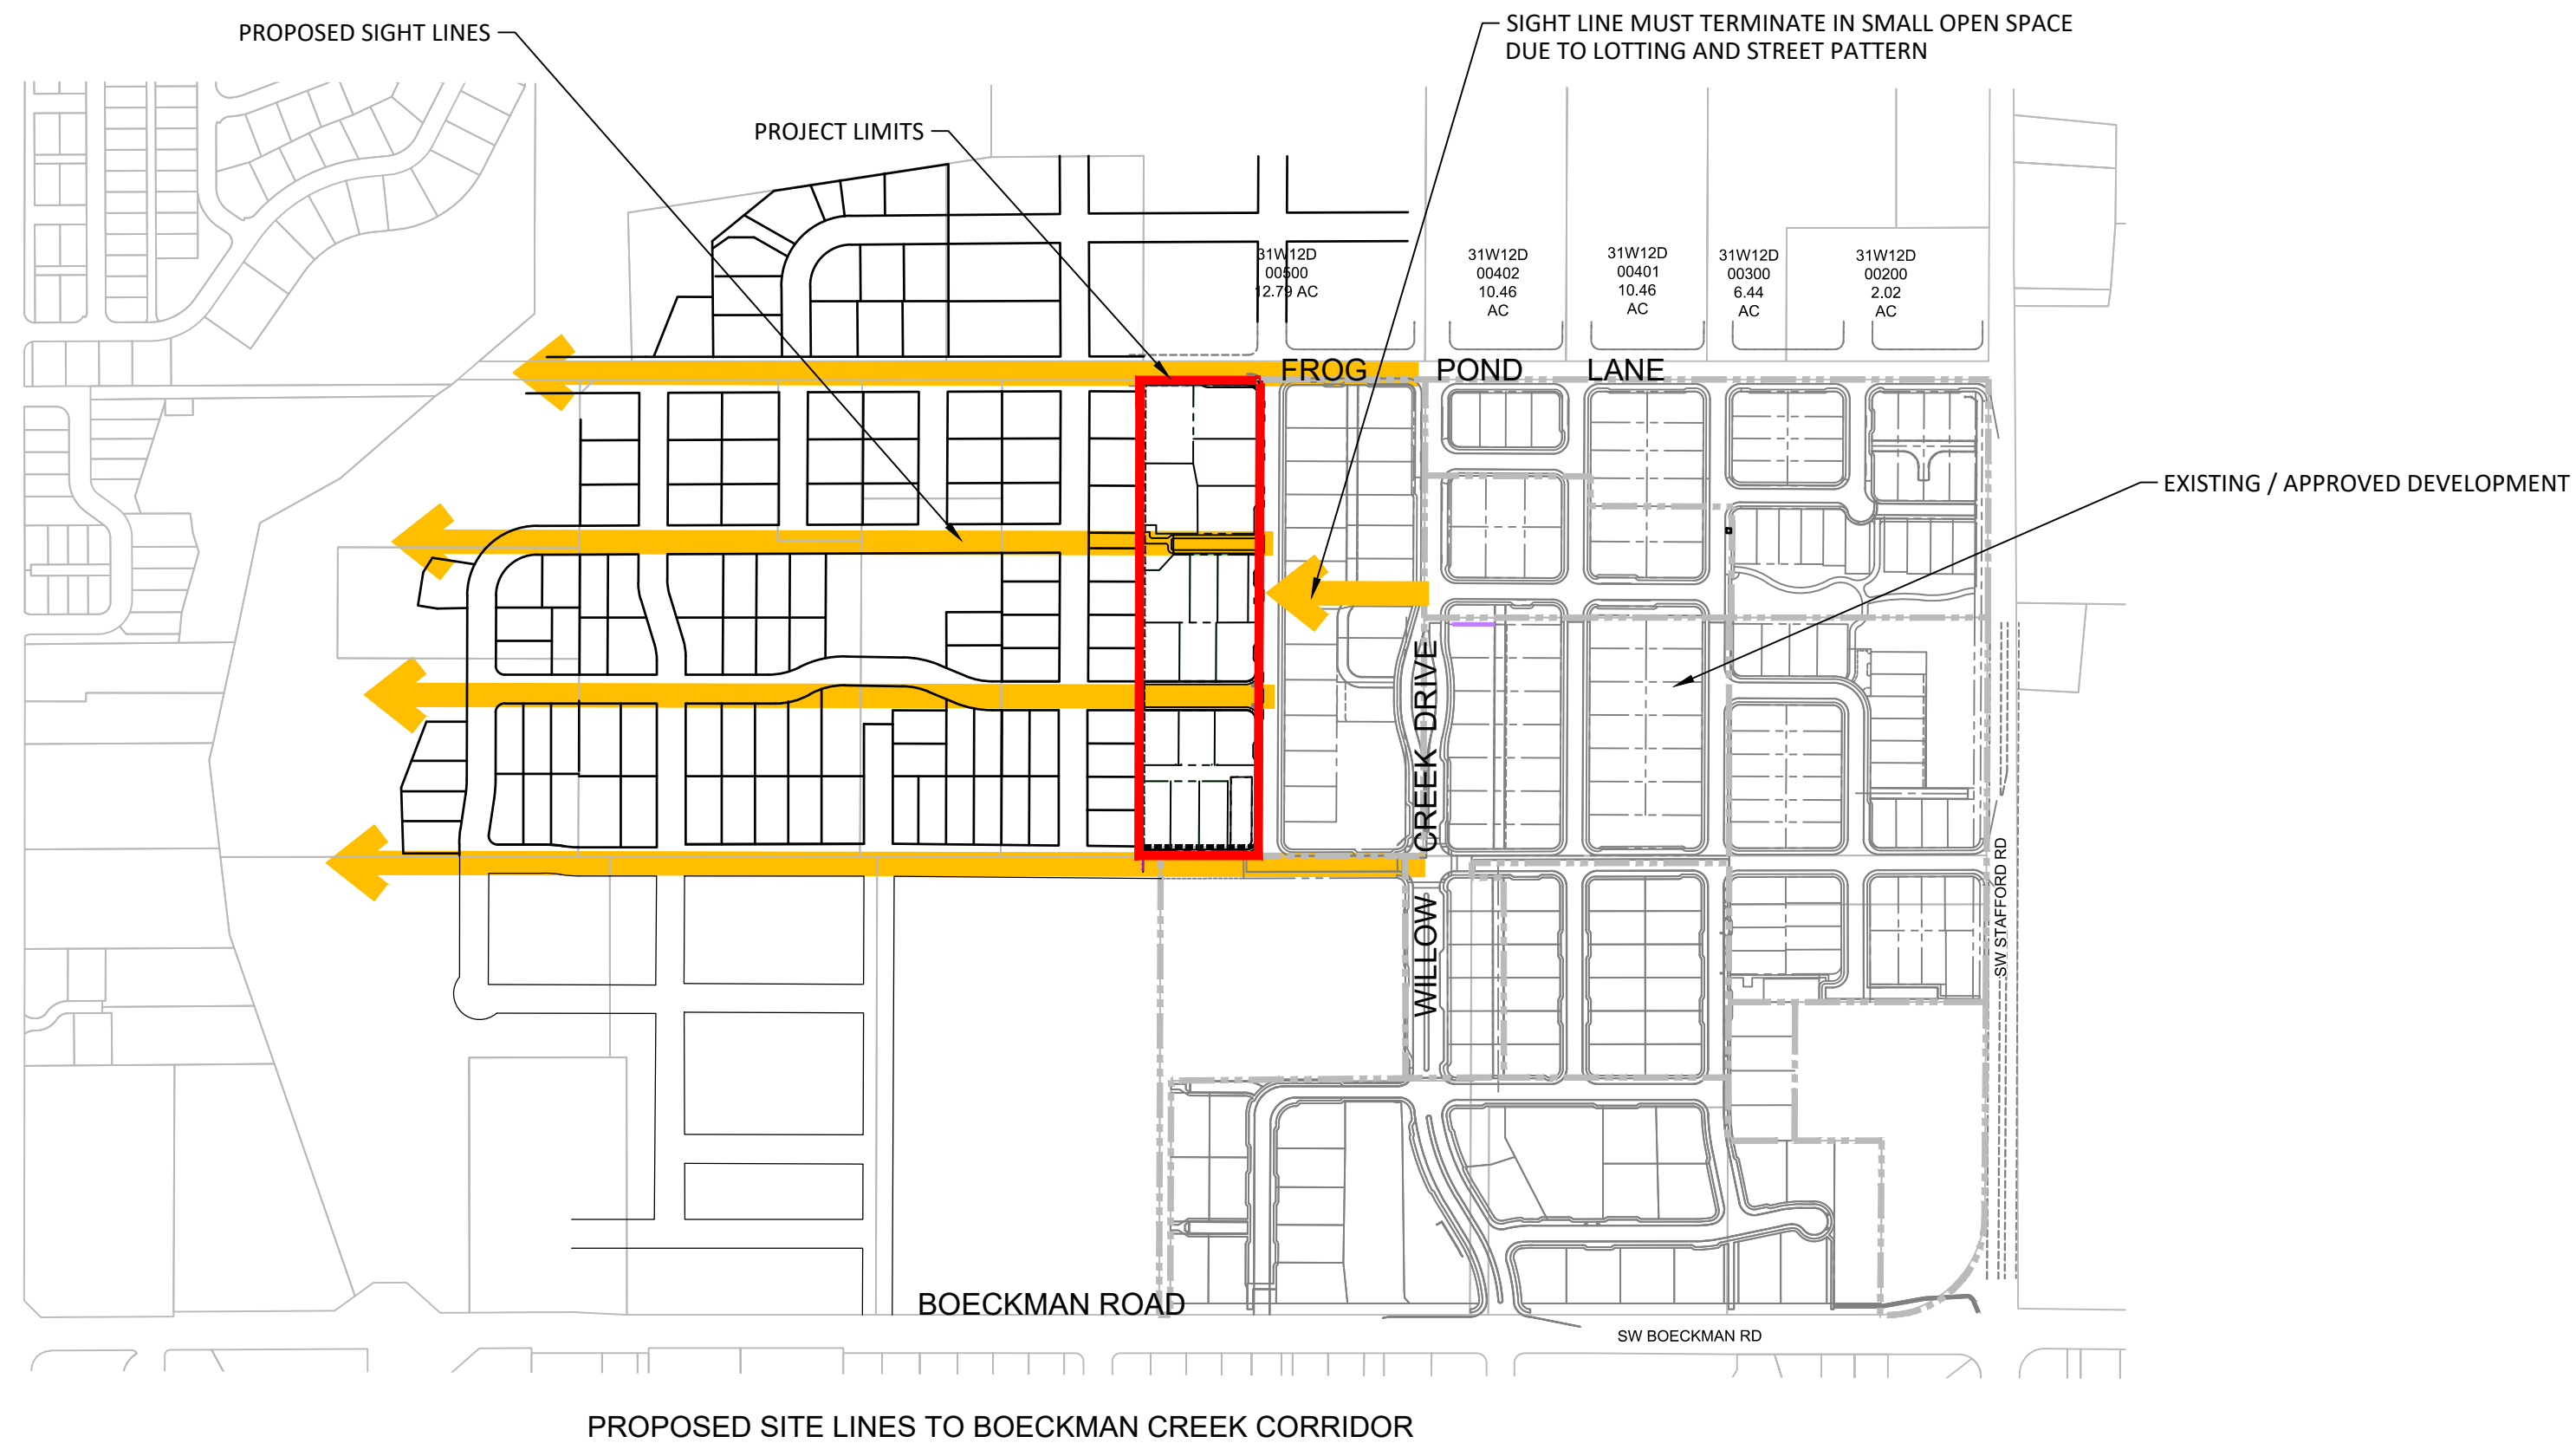 PROPOSED SIGHT LINES
SIGHT LINE MUST TERMINATE IN SMALL OPEN SPACE
DUE TO LOTTING AND STREET PATTERN
PROJECT LIMITS
31W12D
00500
12.79 AC
31W12D
00402
10.46
AC
31W12D
00401
10.46
AC
31W12D
00300
6.44
AC
31W12D
00200
2.02
AC
FROG POND LANE
EXISTING / APPROVED DEVELOPMENT
WILLOW CREEK DRIVE
SW STAFFORD RD
BOECKMAN ROAD
SW BOECKMAN RD
PROPOSED SITE LINES TO BOECKMAN CREEK CORRIDOR